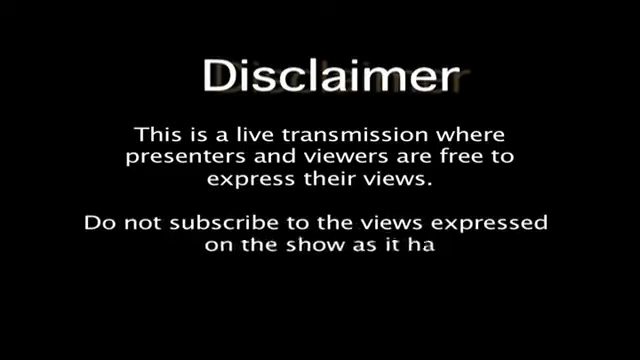 Disclaimer
This is a live transmission where
presenters and viewers are free to
express their views.
Do not subscribe to the views expressed
on the show as it ha